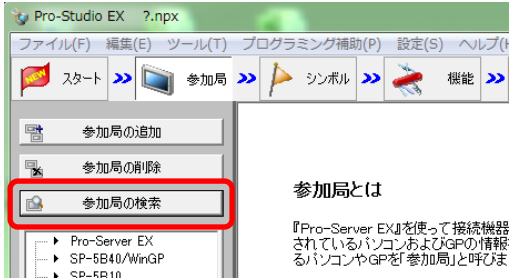 Pro-Studio EX ?.npx
ファイル(F) 編集(E) ツール(T) プログラミング補助(P) 設定(S) ヘルプ(H
NEW スタート 参加局 シンボル 機能
参加局の追加
参加局の削除
参加局の検索
Pro-Server EX
SP-5B40/WinGP
SP-5B10
参加局とは
『Pro-Server EX』を使って接続機器
されているパソコンおよびGPの情報
るパソコンやGPを「参加局」と呼びま